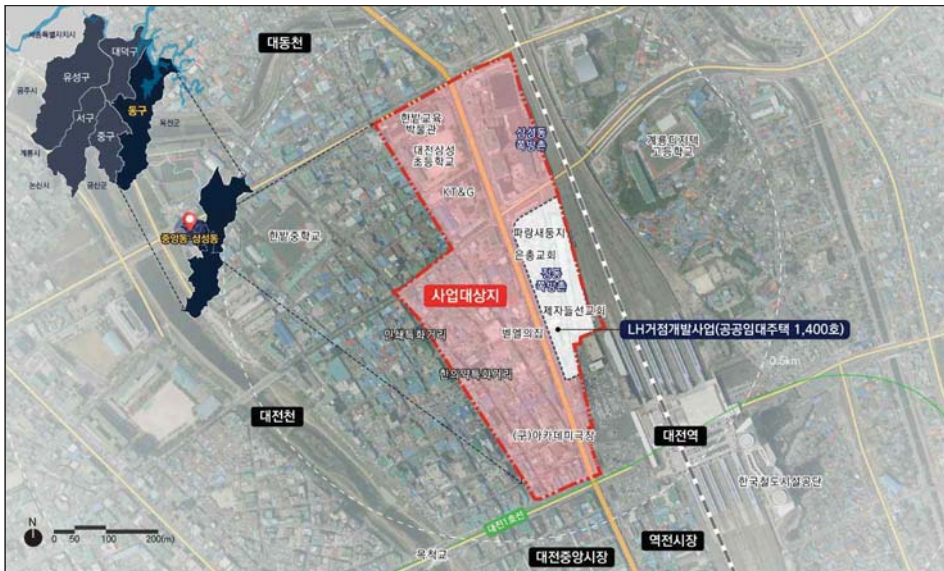 세종특별자치시
대덕구
유성구
공주시
동구
서구
옥천군
중구
계룡시
논산시
금산군
중앙동·삼성동
대동천
한밭교육
박물관
대전삼성
초등학교
KT&G
삼성동
쪽방촌
계룡디지텍
고등학교
한밭중학교
파랑새둥지
은총교회
정동
쪽방촌
사업대상지
제자들선교회
벧엘의집
LH거점개발사업(공공임대주택 1,400호)
인쇄특화거리
한의약특화거리
0.5km
대전천
(구)아카데미극장
대전역
한국철도시설공단
대전1호선
N
0 50 100 200(m)
목척교
대전중앙시장
역전시장